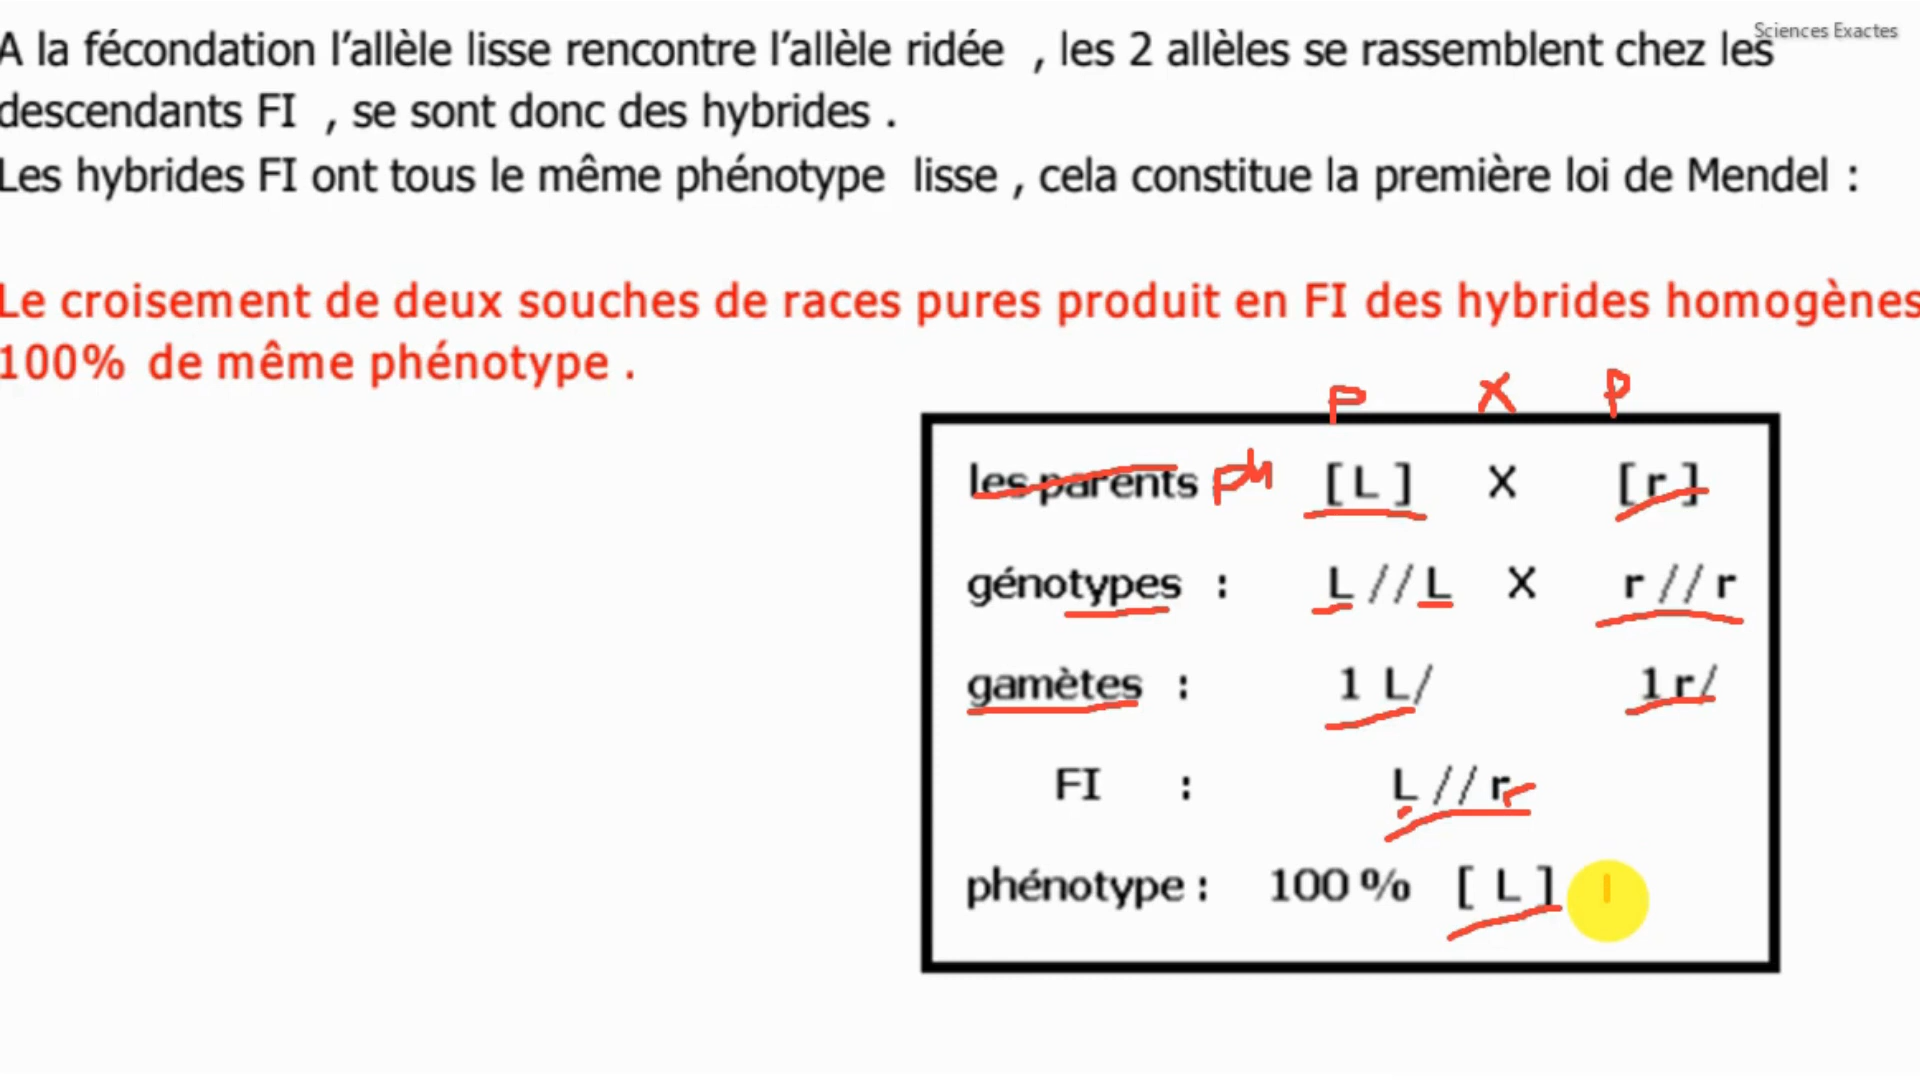 Sciences Exactes
A la fécondation l’allèle lisse rencontre l’allèle ridée , les 2 allèles se rassemblent chez les
descendants FI , se sont donc des hybrides .
Les hybrides FI ont tous le même phénotype lisse , cela constitue la première loi de Mendel :
Le croisement de deux souches de races pures produit en FI des hybrides homogènes
100% de même phénotype .
P X P
les parents ph [ L ] X [ r ]
génotypes : L // L X r // r
gamètes : 1 L/ 1 r/
FI : L // r
phénotype : 100 % [ L ]